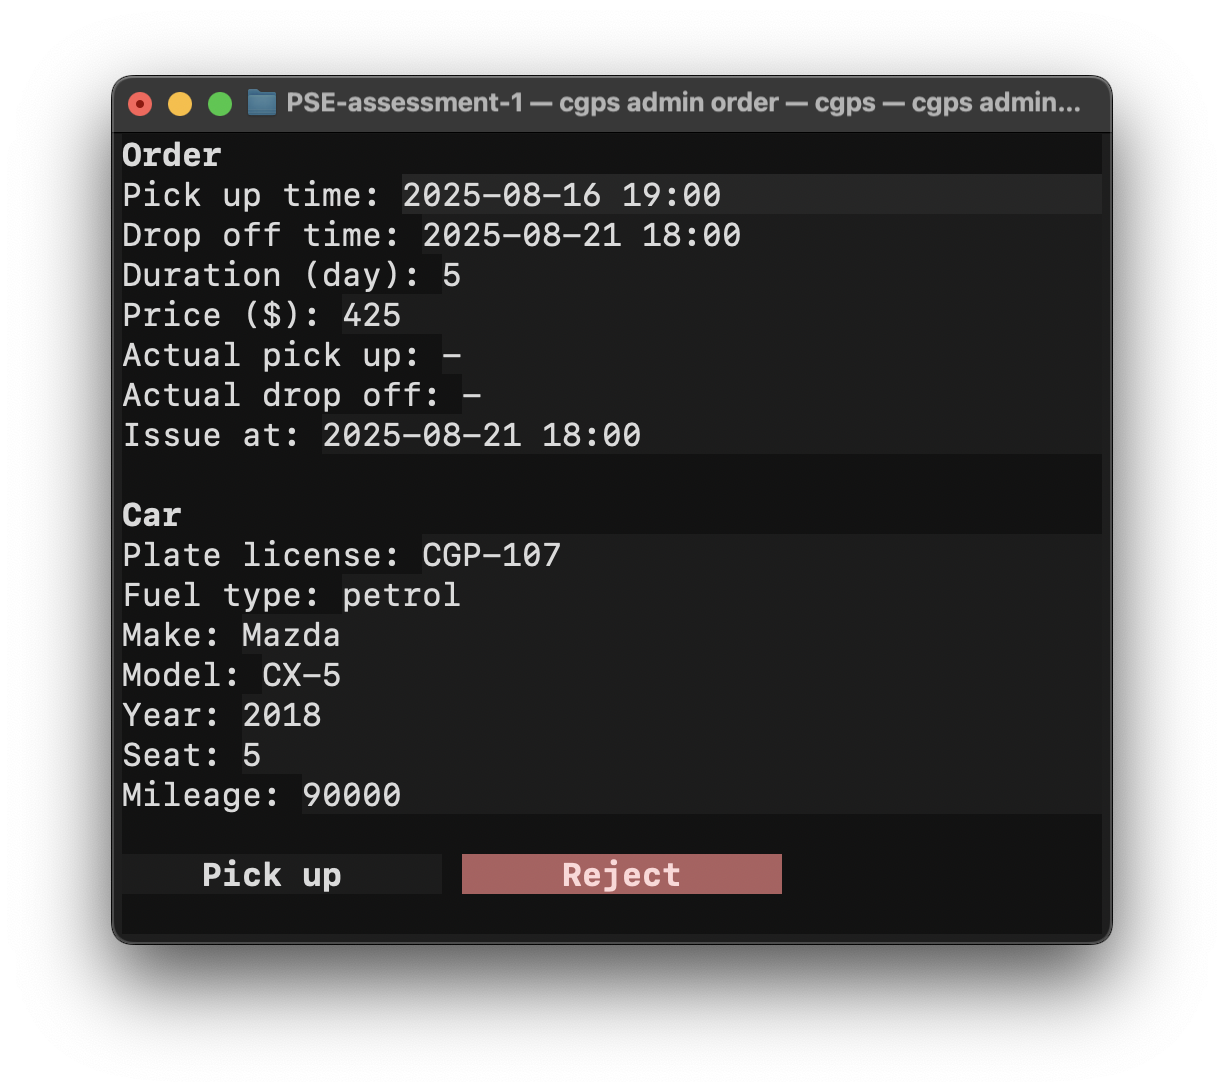 PSE-assessment-1 — cgps admin order — cgps — cgps admin...
Order
Pick up time: 2025-08-16 19:00
Drop off time: 2025-08-21 18:00
Duration (day): 5
Price ($): 425
Actual pick up: -
Actual drop off: -
Issue at: 2025-08-21 18:00
Car
Plate license: CGP-107
Fuel type: petrol
Make: Mazda
Model: CX-5
Year: 2018
Seat: 5
Mileage: 90000
Pick up Reject